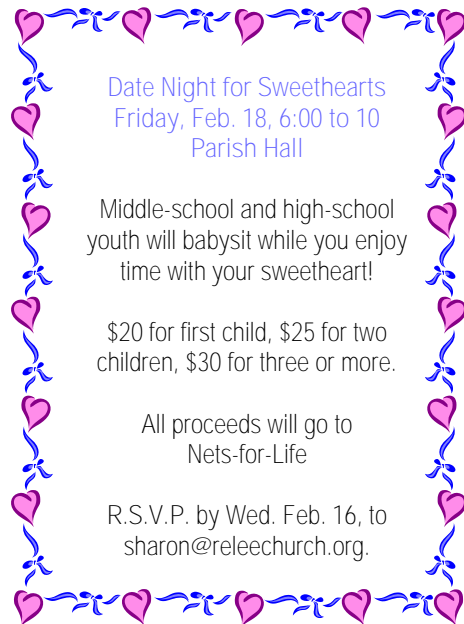 Date Night for Sweethearts
Friday, Feb. 18, 6:00 to 10
Parish Hall
Middle-school and high-school
youth will babysit while you enjoy
time with your sweetheart!
$20 for first child, $25 for two
children, $30 for three or more.
All proceeds will go to
Nets-for-Life
R.S.V.P. by Wed. Feb. 16, to
sharon@releechurch.org.